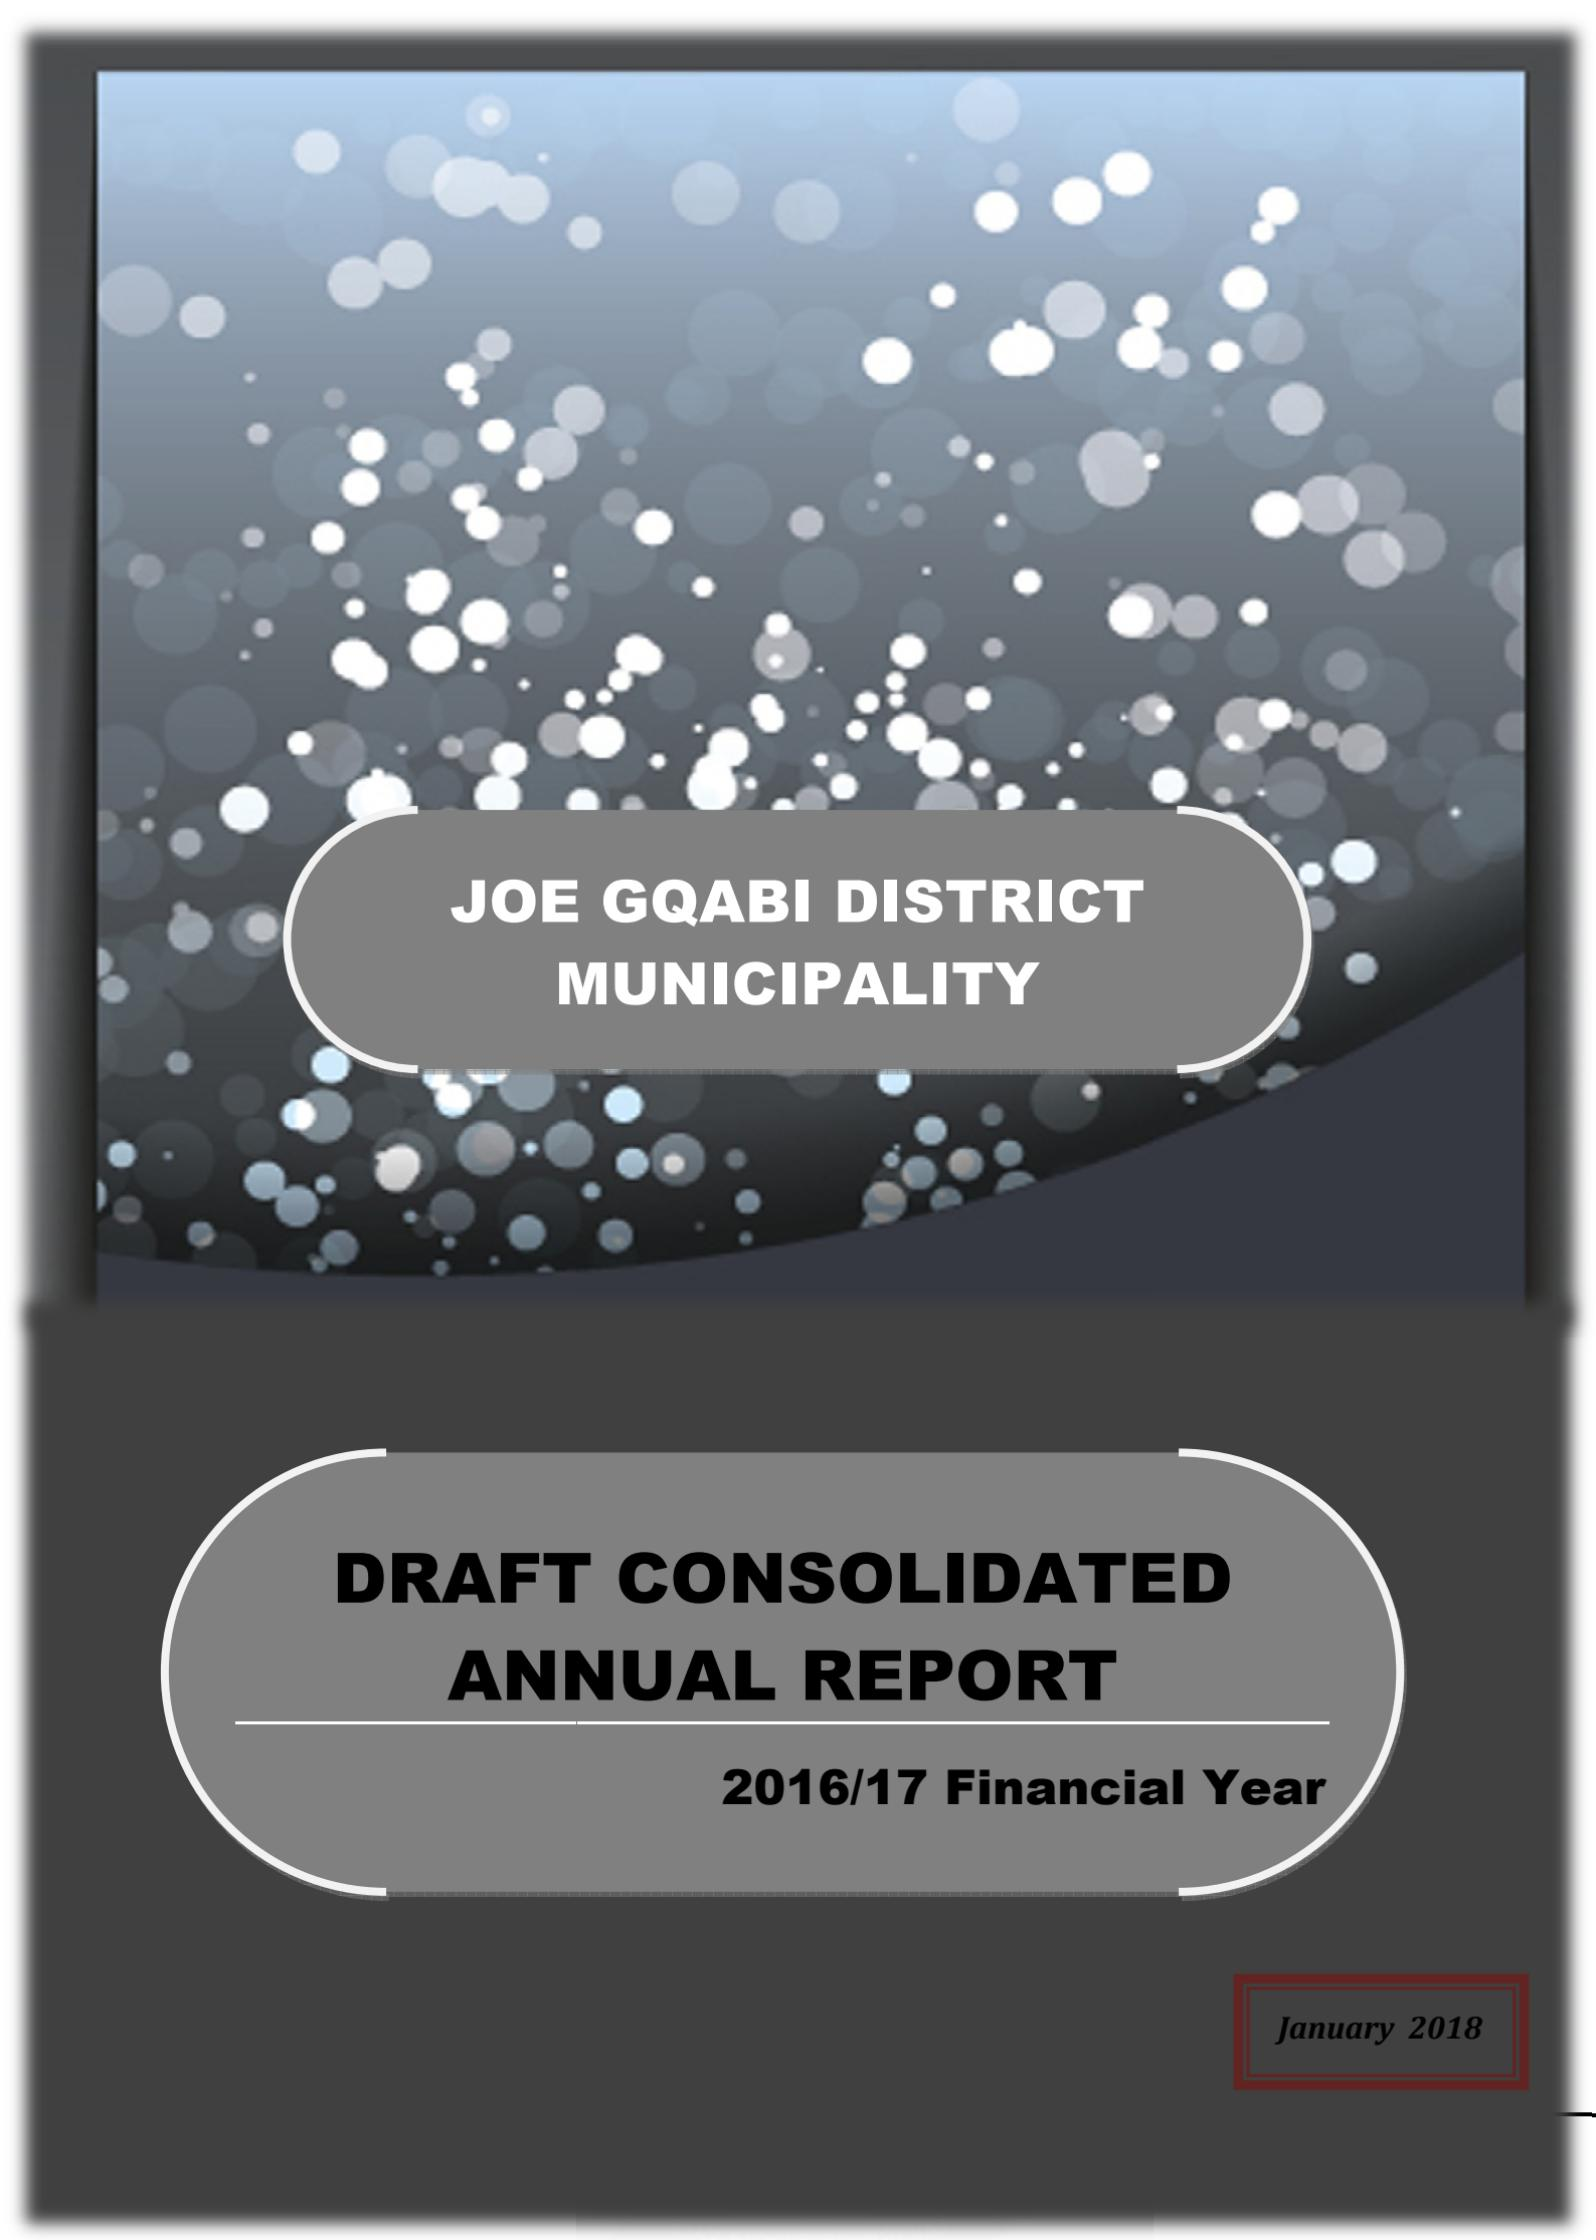 JOE GQABI DISTRICT
MUNICIPALITY
DRAFT CONSOLIDATED
ANNUAL REPORT
2016/17 Financial Year
January 2018